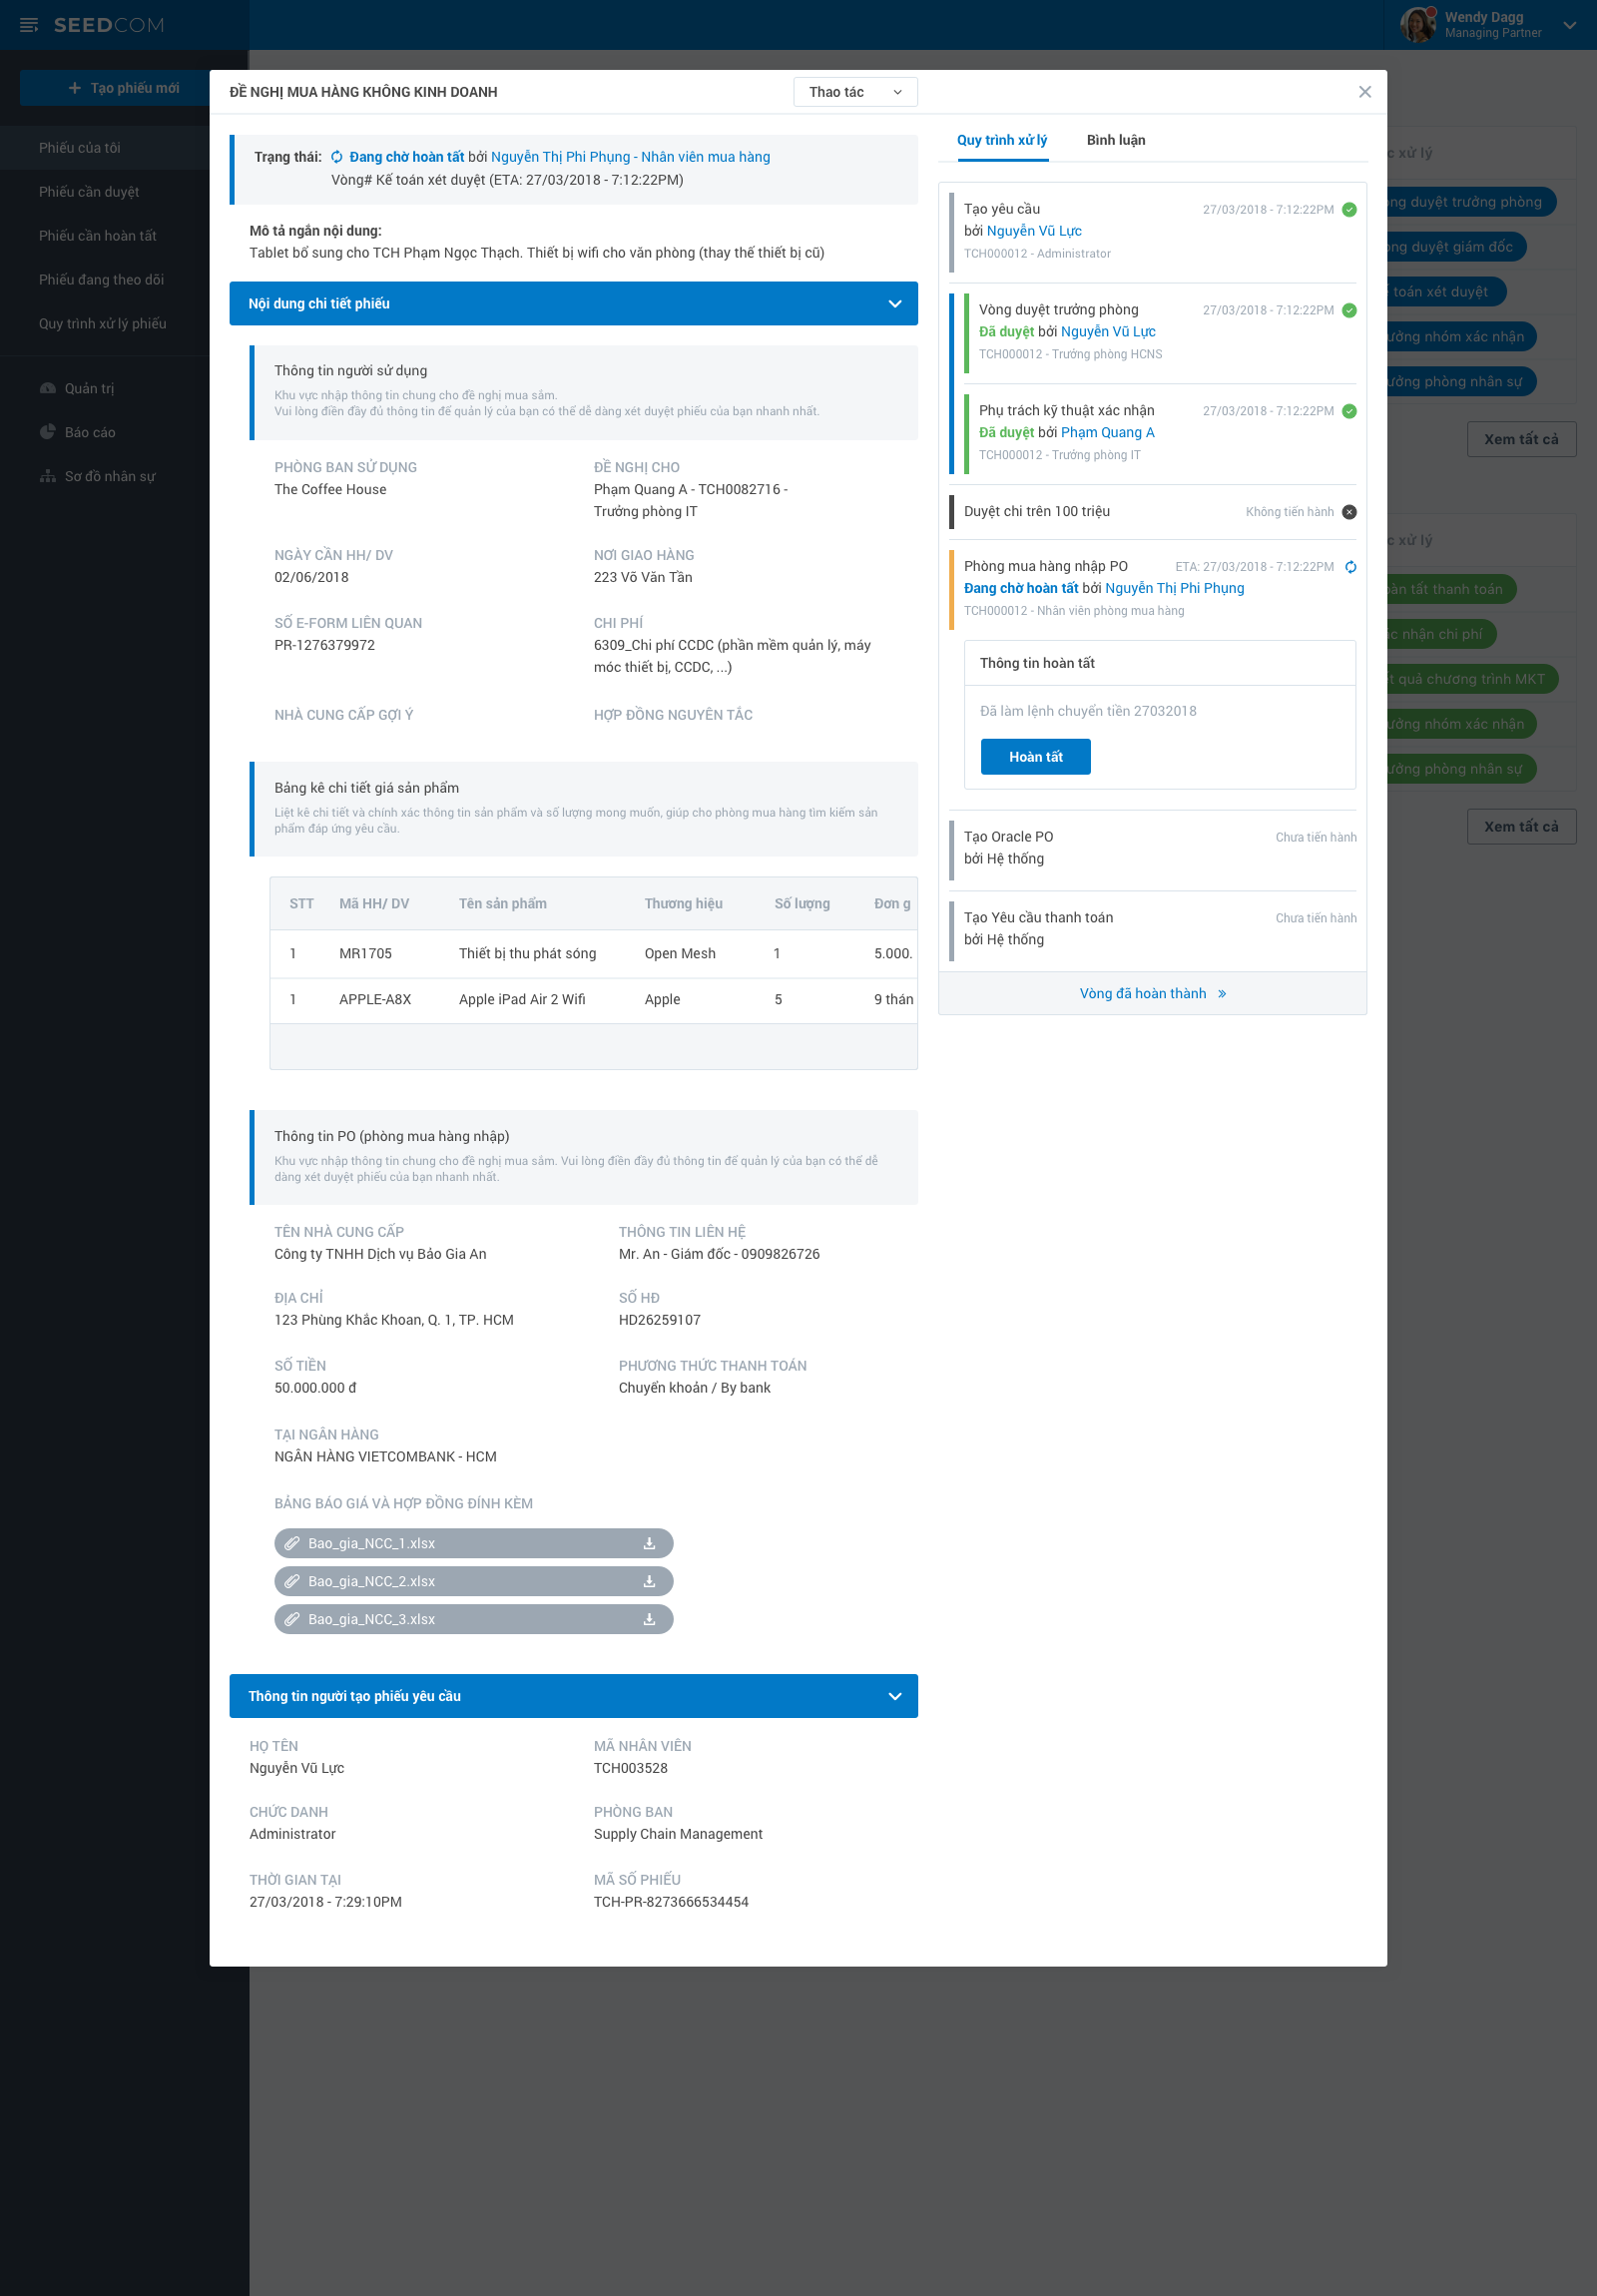 SEEDCOM
Wendy Dagg
Managing Partner
Tạo phiếu mới
Phiếu của tôi
Phiếu cần duyệt
Phiếu cần hoàn tất
Phiếu đang theo dõi
Quy trình xử lý phiếu
Quản trị
Báo cáo
Sơ đồ nhân sự
ĐỀ NGHỊ MUA HÀNG KHÔNG KINH DOANH
Thao tác
Trạng thái: Đang chờ hoàn tất bởi Nguyễn Thị Phi Phụng - Nhân viên mua hàng
Vòng# Kế toán xét duyệt (ETA: 27/03/2018 - 7:12:22PM)
Mô tả ngắn nội dung:
Tablet bổ sung cho TCH Phạm Ngọc Thạch. Thiết bị wifi cho văn phòng (thay thế thiết bị cũ)
Nội dung chi tiết phiếu
Thông tin người sử dụng
Khu vực nhập thông tin chung cho đề nghị mua sắm.
Vui lòng điền đầy đủ thông tin để quản lý của bạn có thể dễ dàng xét duyệt phiếu của bạn nhanh nhất.
PHÒNG BAN SỬ DỤNG
The Coffee House
ĐỀ NGHỊ CHO
Phạm Quang A - TCH0082716 -
Trưởng phòng IT
NGÀY CẦN HH/ DV
02/06/2018
NƠI GIAO HÀNG
223 Võ Văn Tần
SỐ E-FORM LIÊN QUAN
PR-1276379972
CHI PHÍ
6309_Chi phí CCDC (phần mềm quản lý, máy
móc thiết bị, CCDC, ...)
NHÀ CUNG CẤP GỢI Ý
HỢP ĐỒNG NGUYÊN TẮC
Bảng kê chi tiết giá sản phẩm
Liệt kê chi tiết và chính xác thông tin sản phẩm và số lượng mong muốn, giúp cho phòng mua hàng tìm kiếm sản
phẩm đáp ứng yêu cầu.
STT Mã HH/ DV Tên sản phẩm Thương hiệu Số lượng Đơn g
1 MR1705 Thiết bị thu phát sóng Open Mesh 1 5.000.
1 APPLE-A8X Apple iPad Air 2 Wifi Apple 5 9 thán
Thông tin PO (phòng mua hàng nhập)
Khu vực nhập thông tin chung cho đề nghị mua sắm. Vui lòng điền đầy đủ thông tin để quản lý của bạn có thể dễ
dàng xét duyệt phiếu của bạn nhanh nhất.
TÊN NHÀ CUNG CẤP
Công ty TNHH Dịch vụ Bảo Gia An
THÔNG TIN LIÊN HỆ
Mr. An - Giám đốc - 0909826726
ĐỊA CHỈ
123 Phùng Khắc Khoan, Q. 1, TP. HCM
SỐ HĐ
HD26259107
SỐ TIỀN
50.000.000 đ
PHƯƠNG THỨC THANH TOÁN
Chuyển khoản / By bank
TẠI NGÂN HÀNG
NGÂN HÀNG VIETCOMBANK - HCM
BẢNG BÁO GIÁ VÀ HỢP ĐỒNG ĐÍNH KÈM
Bao_gia_NCC_1.xlsx
Bao_gia_NCC_2.xlsx
Bao_gia_NCC_3.xlsx
Thông tin người tạo phiếu yêu cầu
HỌ TÊN
Nguyễn Vũ Lực
MÃ NHÂN VIÊN
TCH003528
CHỨC DANH
Administrator
PHÒNG BAN
Supply Chain Management
THỜI GIAN TẠI
27/03/2018 - 7:29:10PM
MÃ SỐ PHIẾU
TCH-PR-8273666534454
Quy trình xử lý
Bình luận
Tạo yêu cầu 27/03/2018 - 7:12:22PM
bởi Nguyễn Vũ Lực
TCH000012 - Administrator
Vòng duyệt trưởng phòng 27/03/2018 - 7:12:22PM
Đã duyệt bởi Nguyễn Vũ Lực
TCH000012 - Trưởng phòng HCNS
Phụ trách kỹ thuật xác nhận 27/03/2018 - 7:12:22PM
Đã duyệt bởi Phạm Quang A
TCH000012 - Trưởng phòng IT
Duyệt chi trên 100 triệu Không tiến hành
Phòng mua hàng nhập PO ETA: 27/03/2018 - 7:12:22PM
Đang chờ hoàn tất bởi Nguyễn Thị Phi Phụng
TCH000012 - Nhân viên phòng mua hàng
Thông tin hoàn tất
Đã làm lệnh chuyển tiền 27032018
Hoàn tất
Tạo Oracle PO Chưa tiến hành
bởi Hệ thống
Tạo Yêu cầu thanh toán Chưa tiến hành
bởi Hệ thống
Vòng đã hoàn thành
xử lý
duyệt trưởng phòng
duyệt giám đốc
toán xét duyệt
nhóm xác nhận
phòng nhân sự
Xem tất cả
xử lý
tất thanh toán
nhận chi phí
quả chương trình MKT
nhóm xác nhận
phòng nhân sự
Xem tất cả